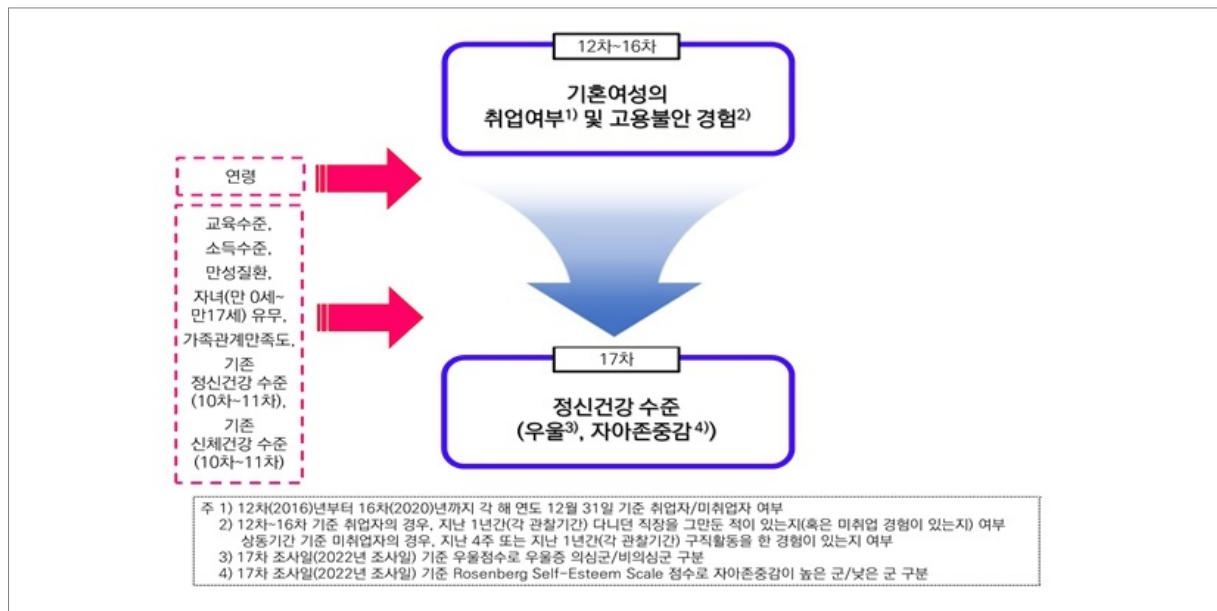 12차~16차
기혼여성의
취업여부1) 및 고용불안 경험2)
연령
교육수준,
소득수준,
만성질환,
자녀(만 0세~
만17세) 유무,
가족관계만족도,
기존
정신건강 수준
(10차~11차),
기존
신체건강 수준
(10차~11차)
17차
정신건강 수준
(우울3), 자아존중감4))
주 1) 12차(2016)년부터 16차(2020)년까지 각 해 연도 12월 31일 기준 취업자/미취업자 여부
2) 12차~16차 기준 취업자의 경우, 지난 1년간(각 관찰기간) 다니던 직장을 그만둔 적이 있는지(혹은 미취업 경험이 있는지) 여부
상동기간 기준 미취업자의 경우, 지난 4주 또는 지난 1년간(각 관찰기간) 구직활동을 한 경험이 있는지 여부
3) 17차 조사일(2022년 조사일) 기준 우울점수로 우울증 의심군/비의심군 구분
4) 17차 조사일(2022년 조사일) 기준 Rosenberg Self-Esteem Scale 점수로 자아존중감이 높은 군/낮은 군 구분